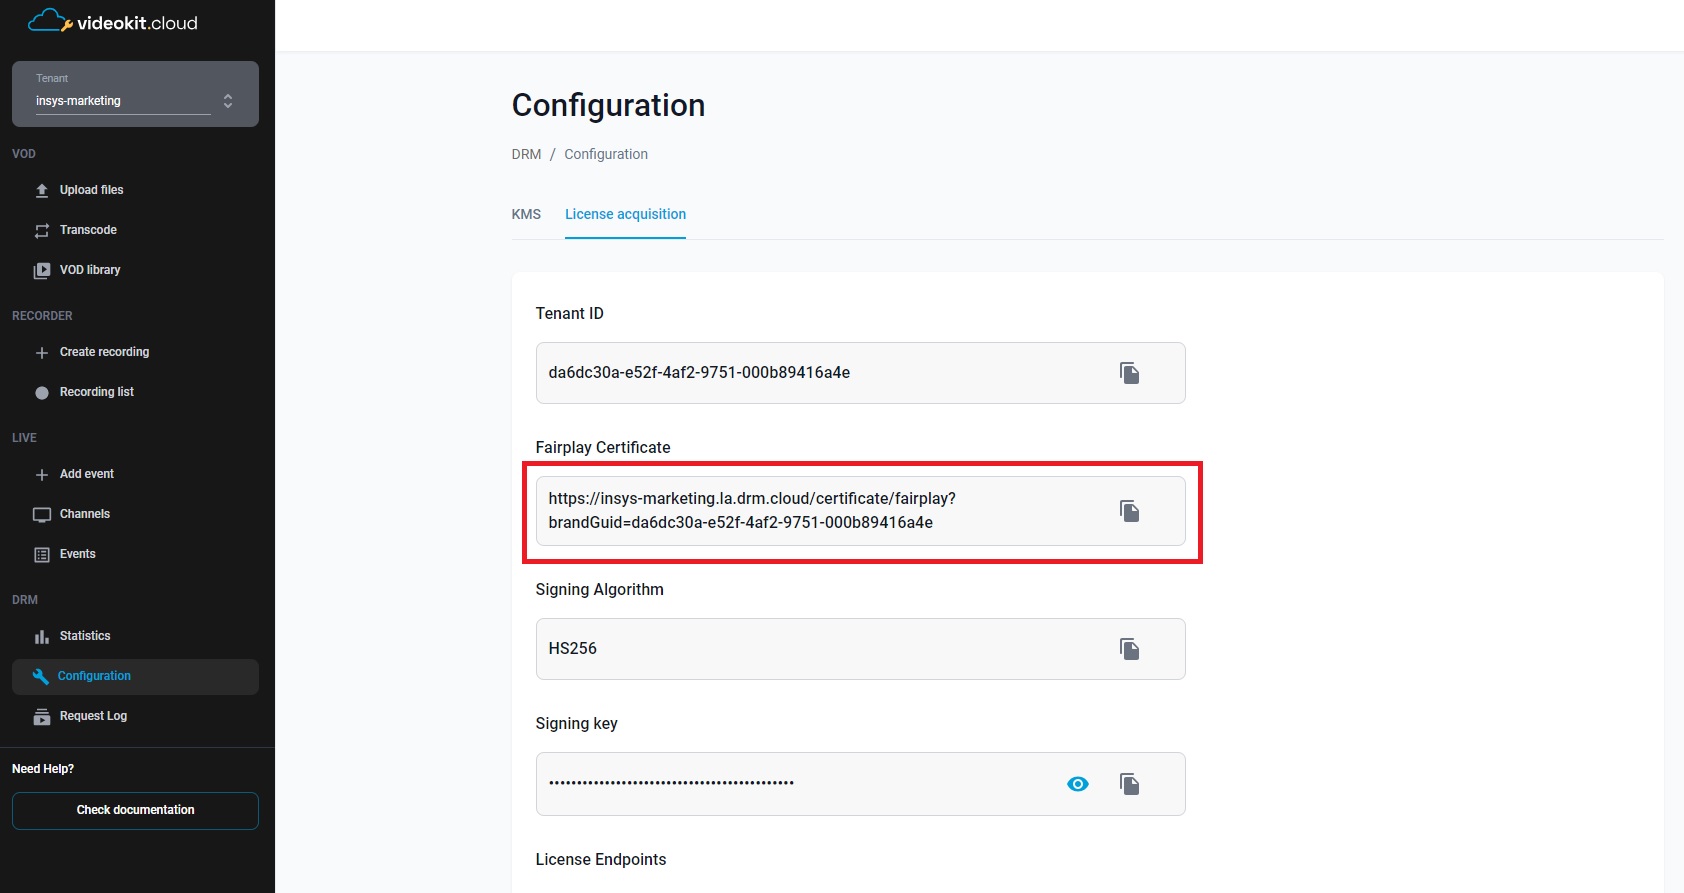 videokit.cloud
Tenant
insys-marketing
VOD
Upload files
Transcode
VOD library
RECORDER
Create recording
Recording list
LIVE
Add event
Channels
Events
DRM
Statistics
Configuration
Request Log
Need Help?
Check documentation
Configuration
DRM / Configuration
KMS License acquisition
Tenant ID
da6dc30a-e52f-4af2-9751-000b89416a4e
Fairplay Certificate
https://insys-marketing.la.drm.cloud/certificate/fairplay?
brandGuid=da6dc30a-e52f-4af2-9751-000b89416a4e
Signing Algorithm
HS256
Signing key
License Endpoints